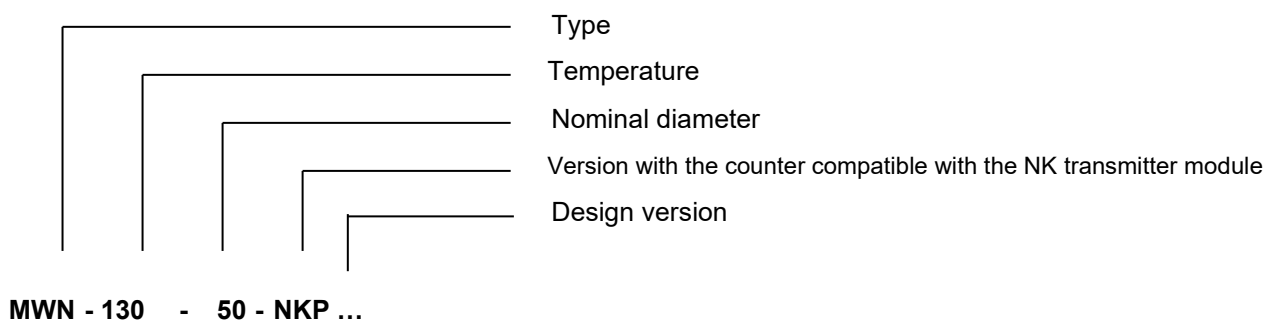 Type
Temperature
Nominal diameter
Version with the counter compatible with the NK transmitter module
Design version
MWN - 130 - 50 - NKP ...